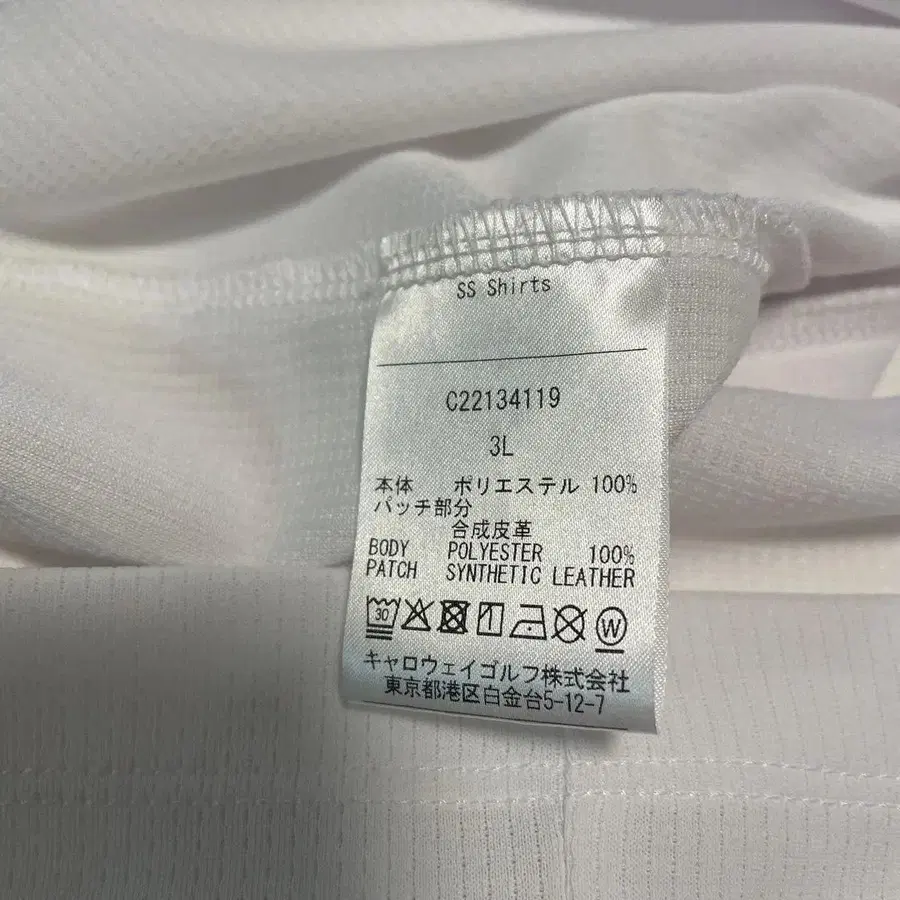 SS Shirts
C22134119
3L
本体 ポリエステル 100%
パッチ部分
合成皮革
BODY POLYESTER 100%
PATCH SYNTHETIC LEATHER
30 W
キャロウェイゴルフ株式会社
東京都港区白金台5-12-7